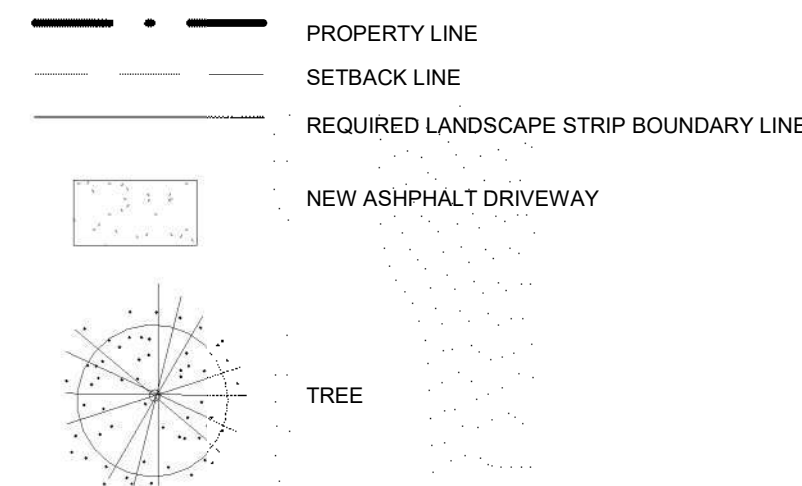 PROPERTY LINE
SETBACK LINE
REQUIRED LANDSCAPE STRIP BOUNDARY LINE
NEW ASHPHALT DRIVEWAY
TREE